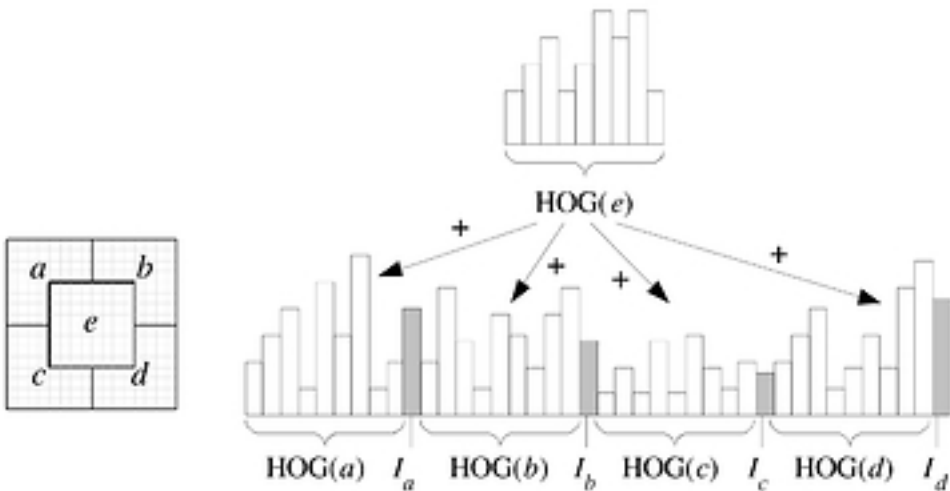 HOG(e)
+ + + +
a b
e
c d
HOG(a) I_a HOG(b) I_b HOG(c) I_c HOG(d) I_d